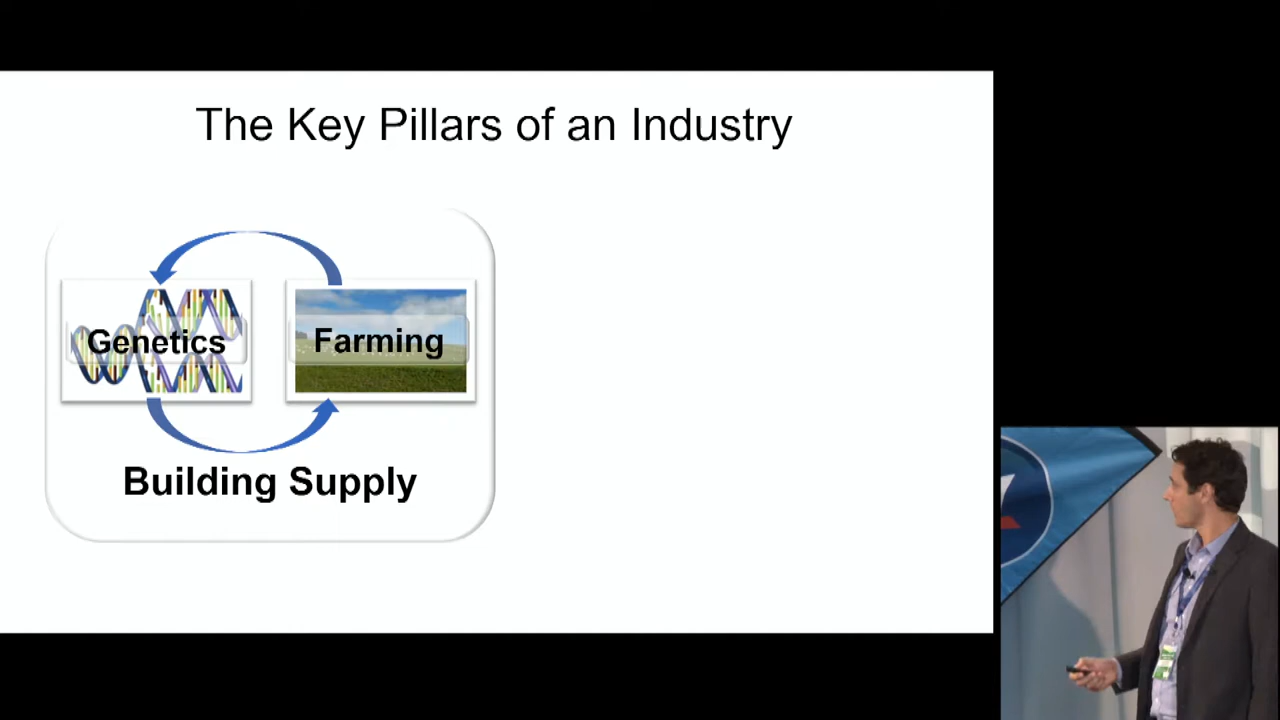 The Key Pillars of an Industry
Genetics
Farming
Building Supply